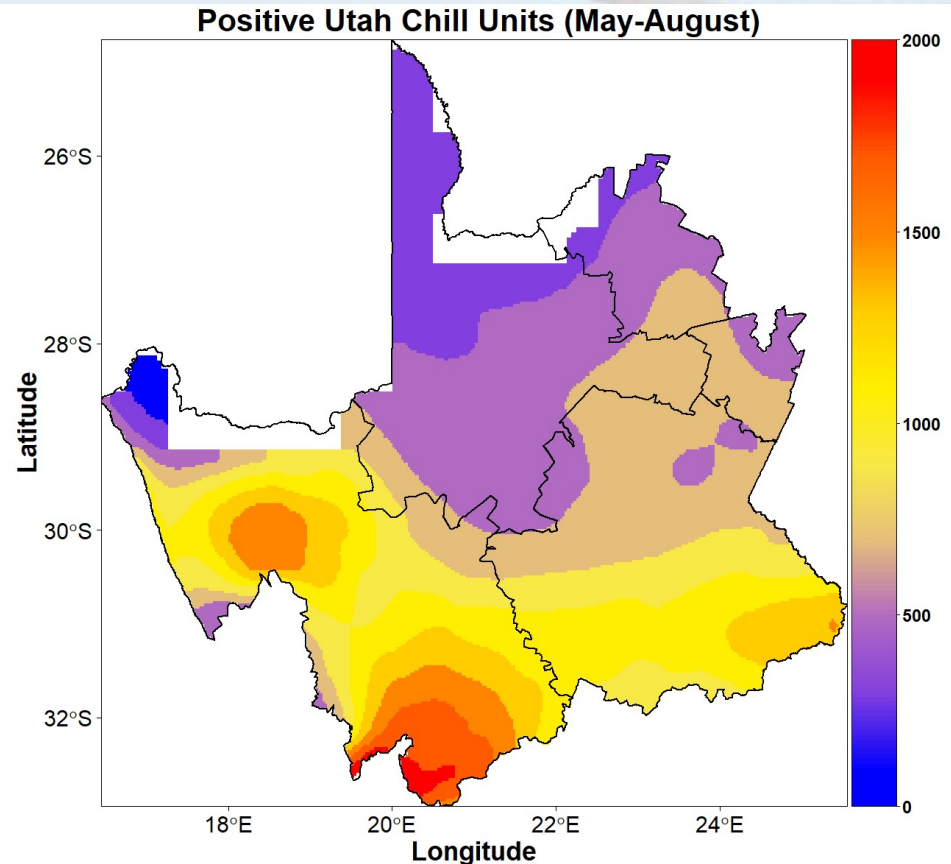 Positive Utah Chill Units (May-August)
2000
26°S
1500
28°S
Latitude
1000
30°S
500
32°S
0
18°E 20°E 22°E 24°E
Longitude